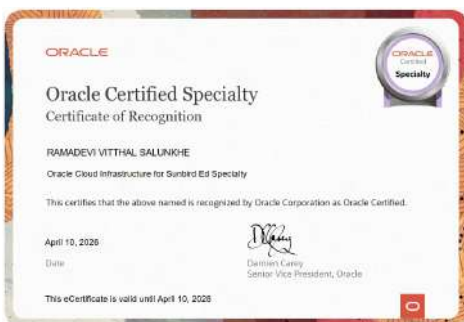 ORACLE
ORACLE
Certified
Specialty
Oracle Certified Specialty
Certificate of Recognition
RAMADEVI VITTHAL SALUNKHE
Oracle Cloud Infrastructure for Sunbird Ed Specialty
This certifies that the above named is recognized by Oracle Corporation as Oracle Certified.
April 10, 2026
Date
Damien Carey
Senior Vice President, Oracle
This eCertificate is valid until April 10, 2028